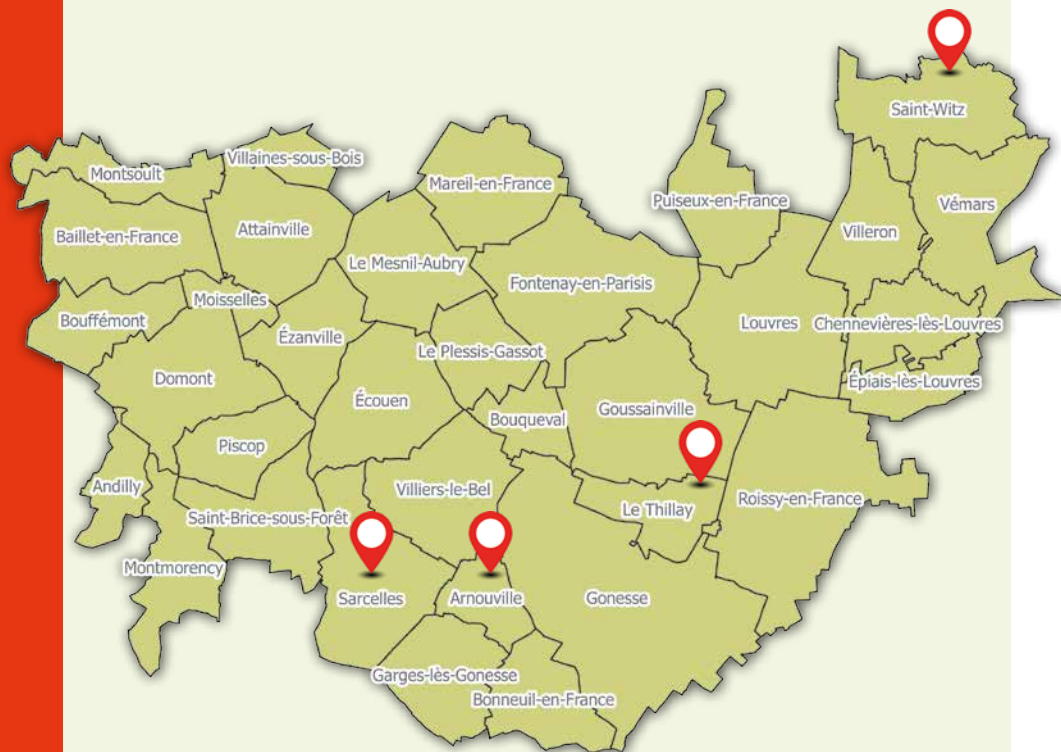 Saint-Witz
Villaines-sous-Bois
Montsoult
Mareil-en-France
Puiseux-en-France
Vémars
Baillet-en-France
Attainville
Villeron
Le Mesnil-Aubry
Fontenay-en-Parisis
Moisselles
Bouffémont
Louvres
Chennevières-lès-Louvres
Ézanville
Le Plessis-Gassot
Domont
Épiais-lès-Louvres
Écouen
Goussainville
Bouqueval
Piscop
Andilly
Villiers-le-Bel
Roissy-en-France
Le Thillay
Saint-Brice-sous-Forêt
Montmorency
Sarcelles
Arnouville
Gonesse
Garges-lès-Gonesse
Bonneuil-en-France